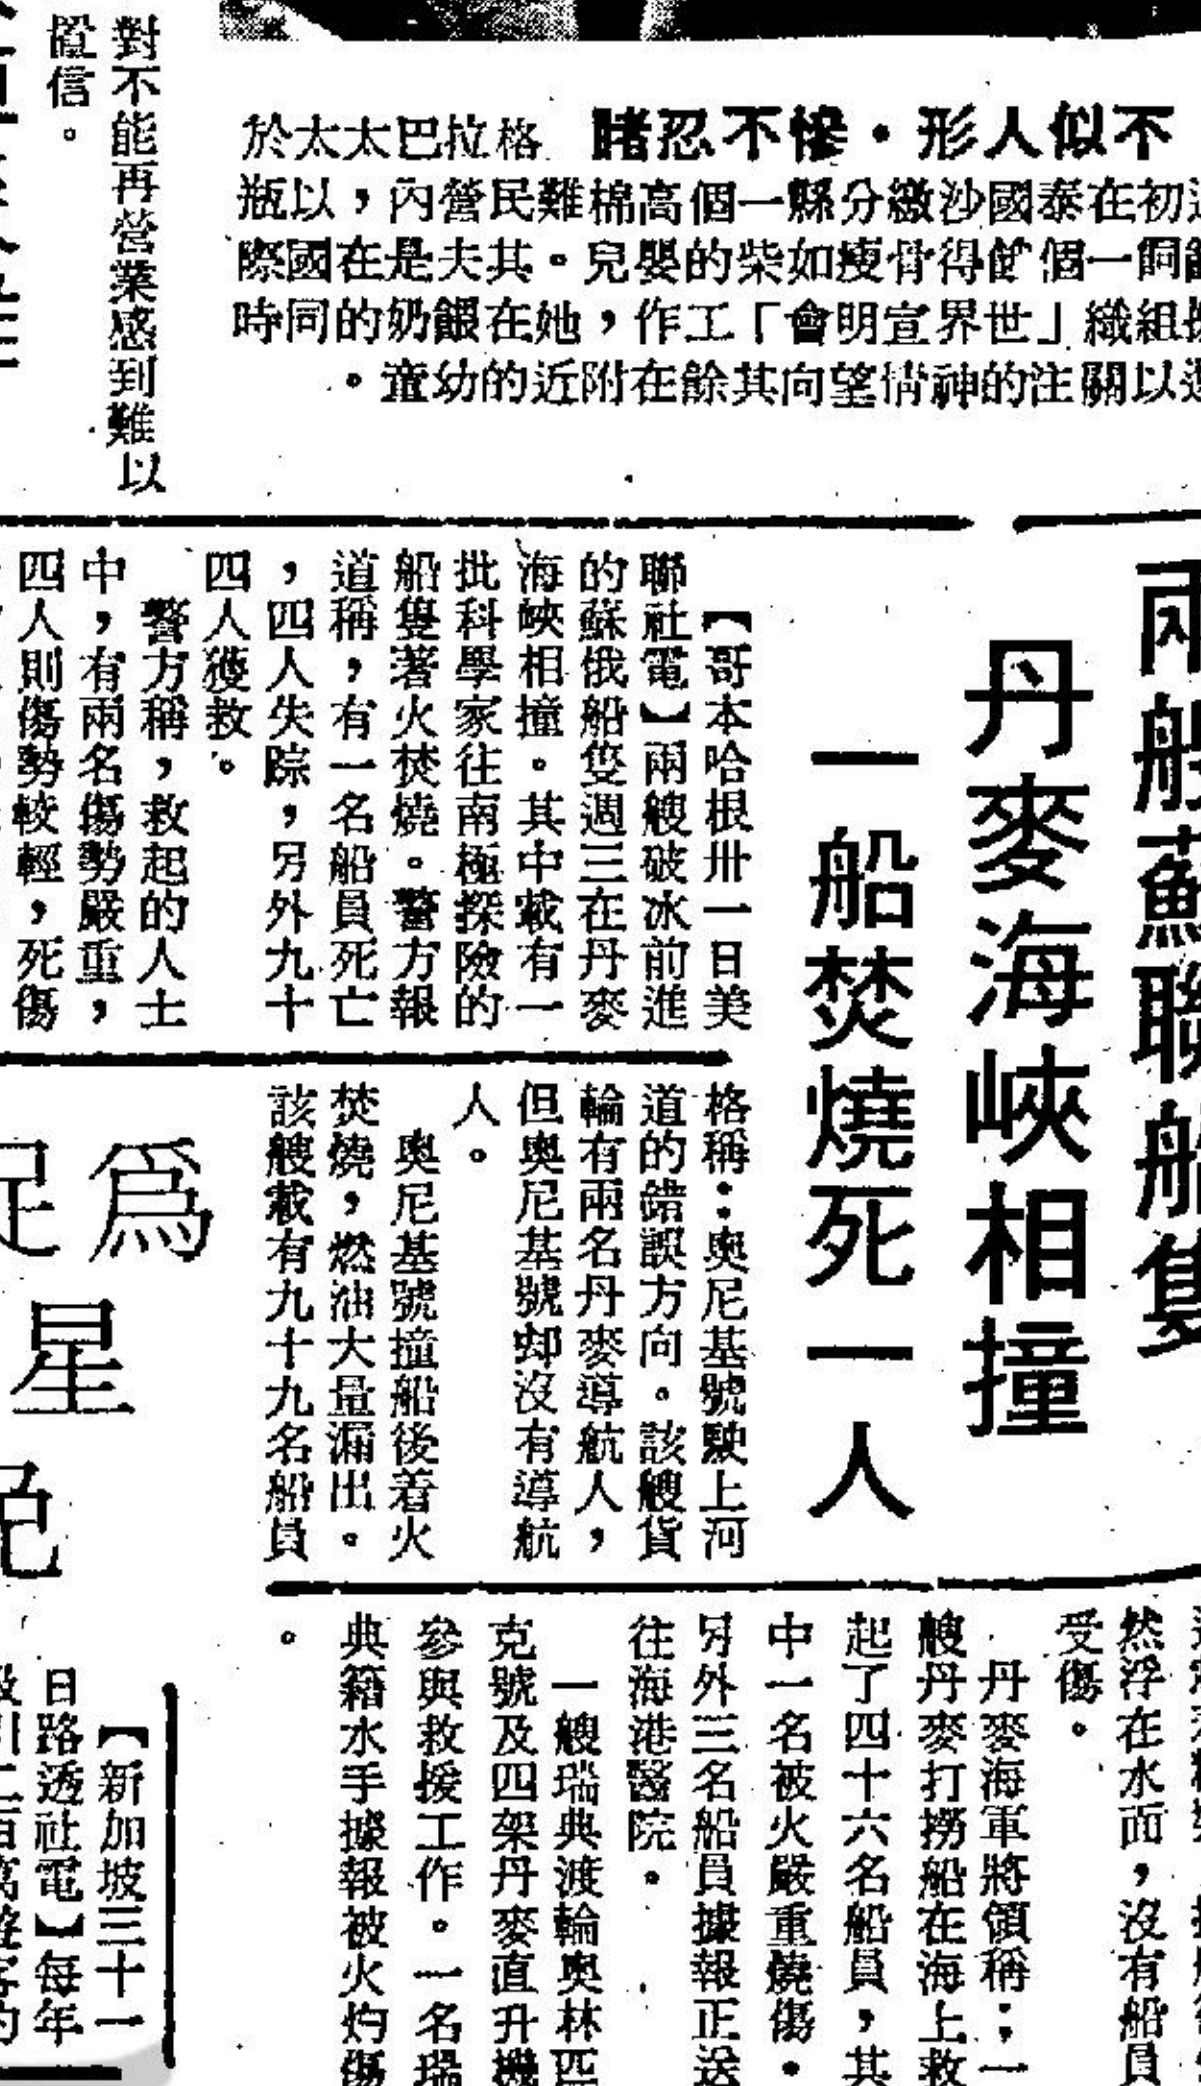 對不能再營業感到難以
置信。
不似人形·慘不忍睹 格拉巴太太於
初在泰國沙繳分縣一個高棉難民營內，以瓶
飼一個餓得骨瘦如柴的嬰兒。其夫是在國際
組織「世界宣明會」工作，她在餵奶的同時
以關注的神情望向其餘在附近的幼童。
兩艘蘇聯船隻
丹麥海峽相撞
一船焚燒死一人
【哥本哈根卅一日美
聯社電】兩艘破冰前進
的蘇俄船隻週三在丹麥
海峽相撞。其中載有一
批科學家往南極探險的
船隻著火焚燒。警方報
道稱，有一名船員死亡
，四人失踪，另外九十
四人獲救。
警方稱，救起的人士
中，有兩名傷勢嚴重，
四人則傷勢較輕，死傷
格稱：奧尼基號駛上河
道的錯誤方向。該艘貨
輪有兩名丹麥導航人，
但奧尼基號卻沒有導航
人。
奧尼基號撞船後着火
焚燒，燃油大量漏出。
該艘載有九十九名船員
然浮在水面，沒有船員
受傷。
丹麥海軍將領稱：一
艘丹麥打撈船在海上救
起了四十六名船員，其
中一名被火嚴重燒傷。
另外三名船員據報正送
往海港醫院。
一艘瑞典渡輪奧林匹
克號及四架丹麥直升機
參與救援工作。一名瑞
典籍水手據報被火灼傷
。
為
星
【新加坡三十一
日路透社電】每年